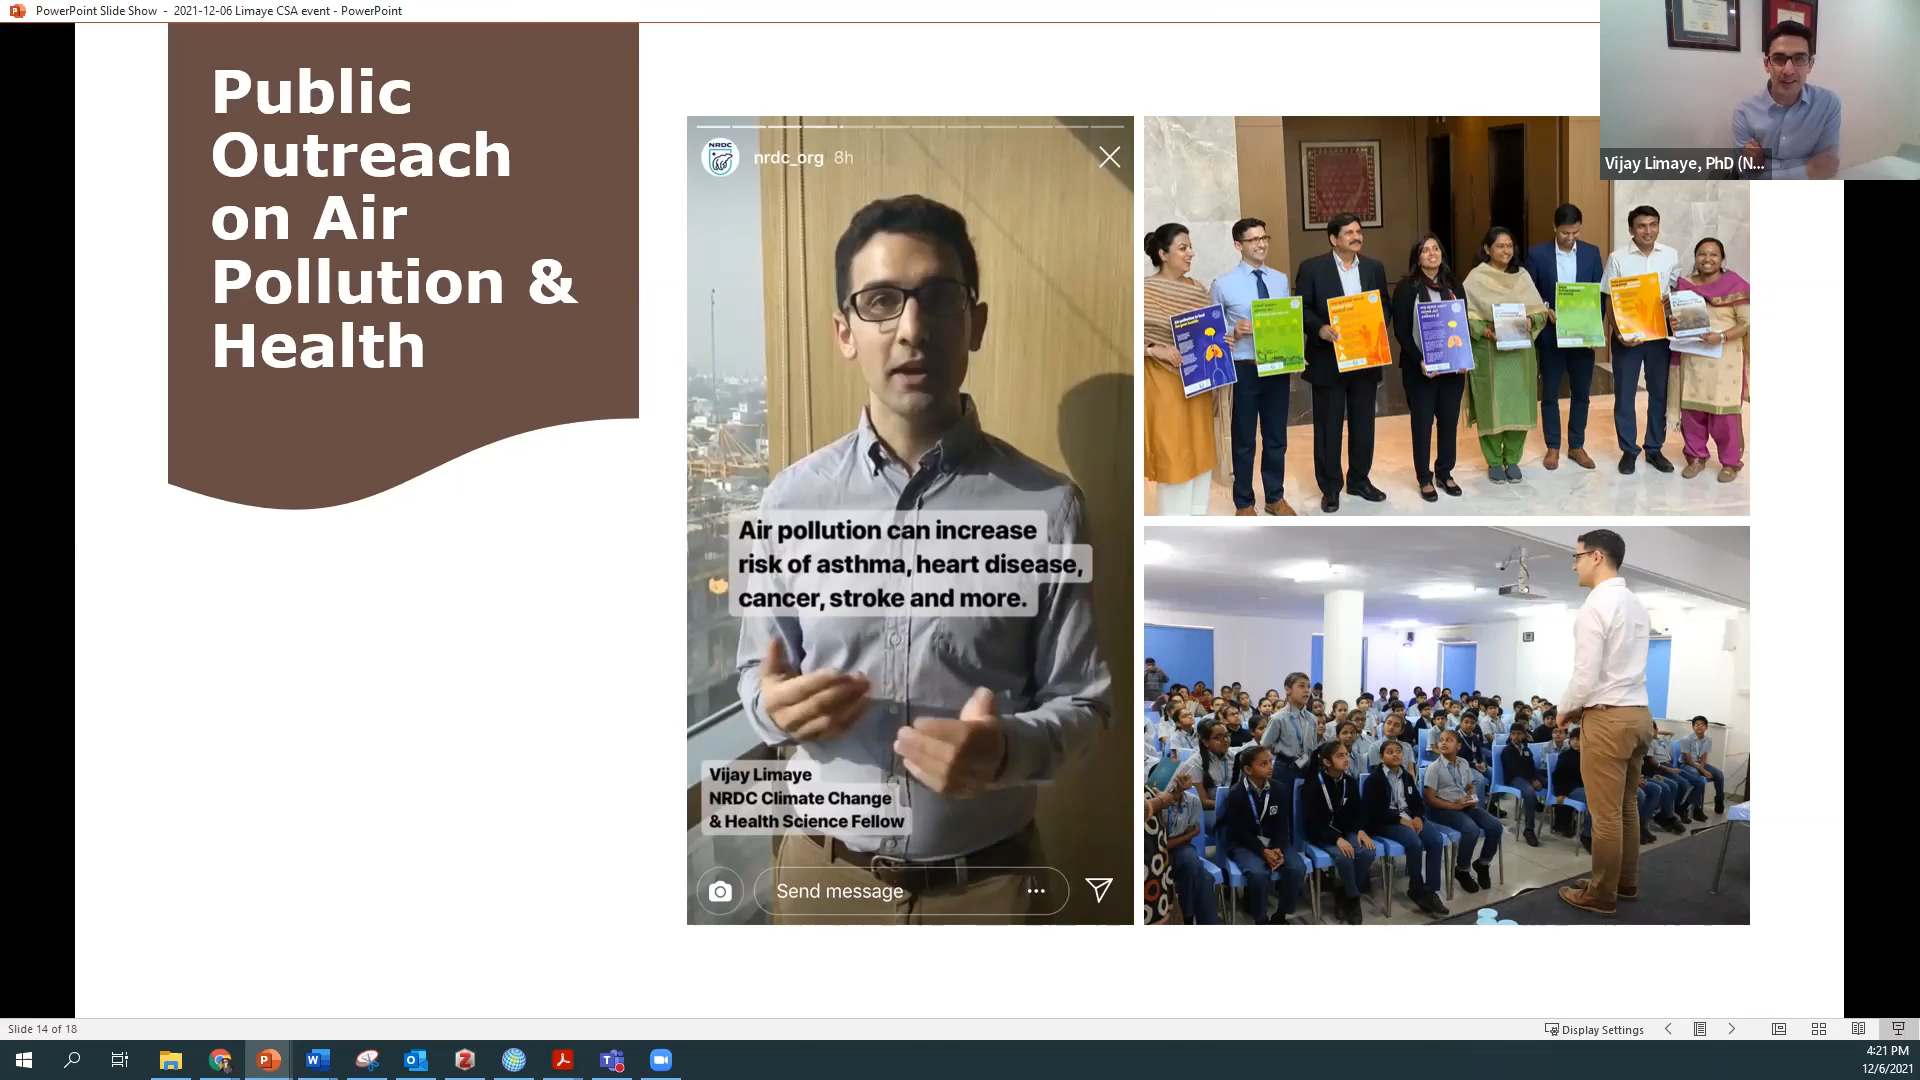 PowerPoint Slide Show - 2021-12-06 Limaye CSA event - PowerPoint
Public
Outreach
on Air
Pollution &
Health
NRDC
nrdc_org 8h
Air pollution can increase
risk of asthma, heart disease,
cancer, stroke and more.
Vijay Limaye
NRDC Climate Change
& Health Science Fellow
Send message
Vijay Limaye, PhD (N...
Slide 14 of 18
Display Settings
4:21 PM
12/6/2021